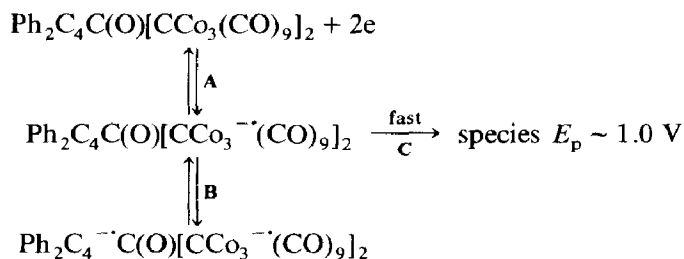 Ph₂C₄C(O)[CCo₃(CO)₉]₂ + 2e
A
Ph₂C₄C(O)[CCo₃⁻·(CO)₉]₂ fast C species Eₚ ~ 1.0 V
B
Ph₂C₄⁻·C(O)[CCo₃⁻·(CO)₉]₂